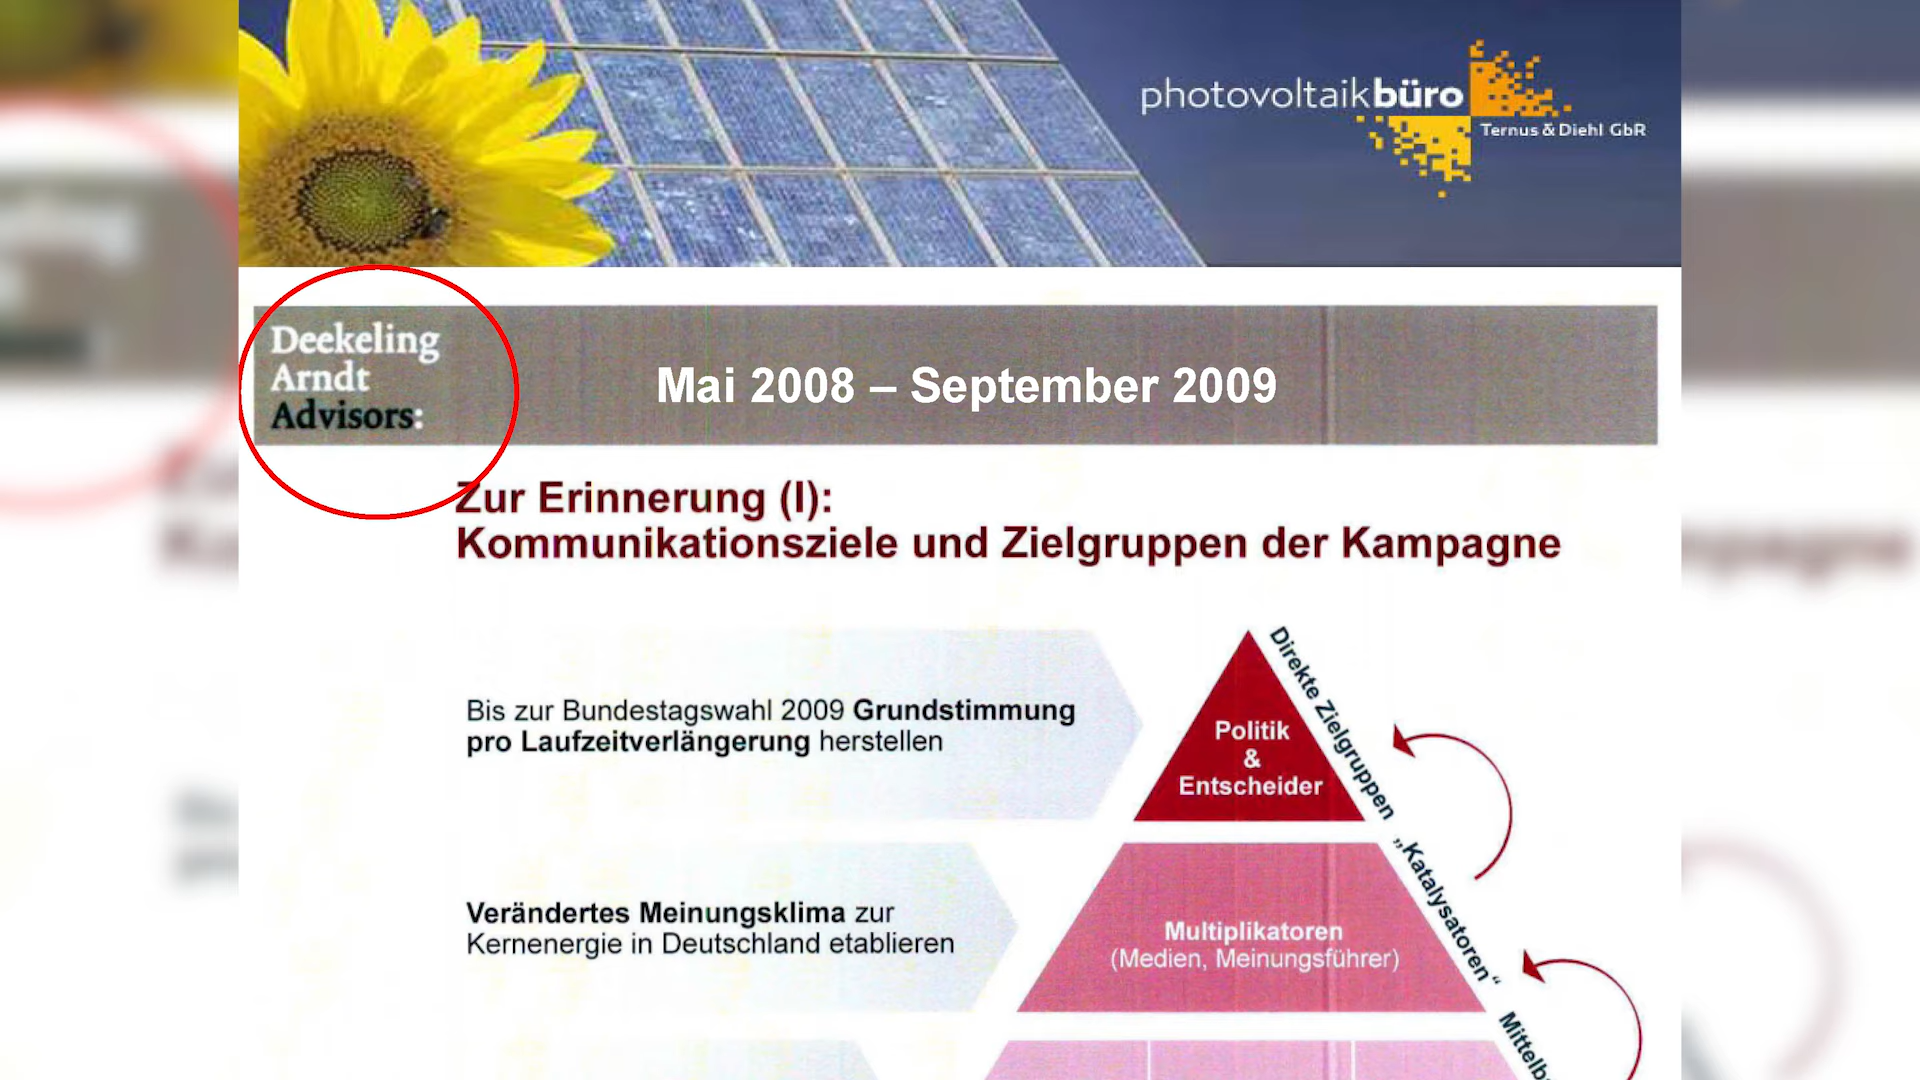 photovoltaikbüro
Ternus & Diehl GbR
Deekeling
Arndt
Advisors:
Mai 2008 – September 2009
Zur Erinnerung (I):
Kommunikationsziele und Zielgruppen der Kampagne
Bis zur Bundestagswahl 2009 Grundstimmung
pro Laufzeitverlängerung herstellen
Politik
&
Entscheider
Direkte Zielgruppen
Verändertes Meinungsklima zur
Kernenergie in Deutschland etablieren
Multiplikatoren
(Medien, Meinungsführer)
„Katalysatoren“